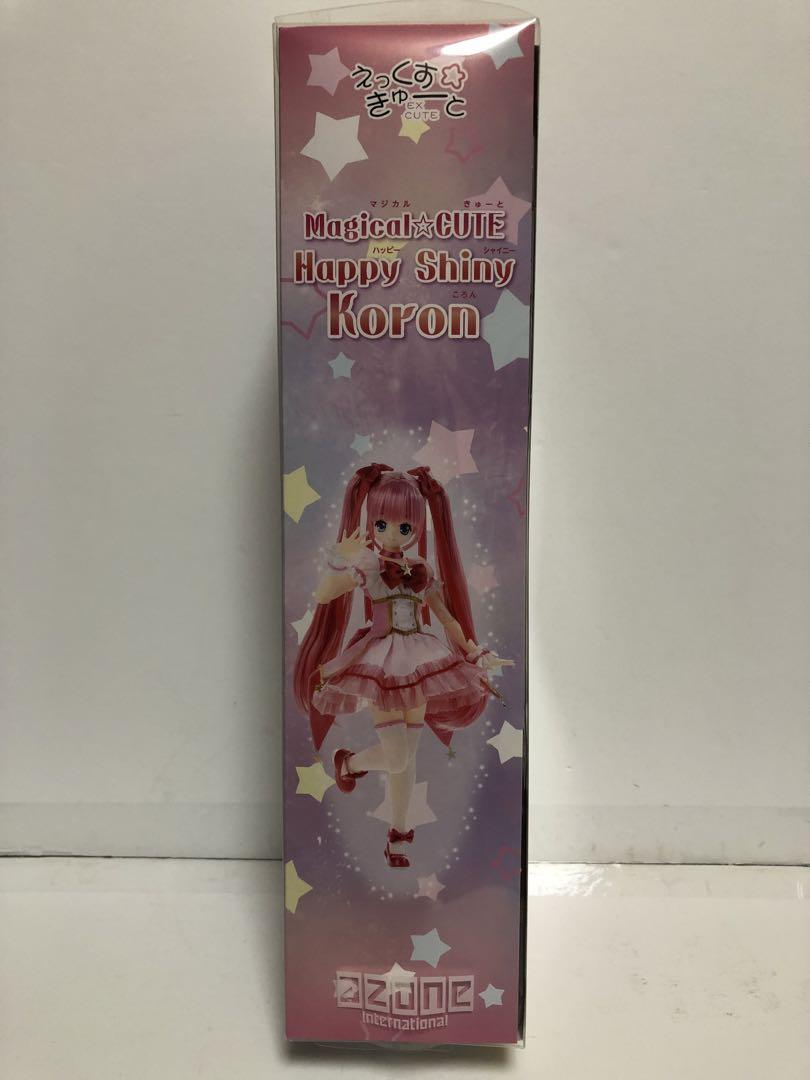 えっくす☆
きゅーと
EX
CUTE
マジカル きゅーと
Magical☆CUTE
ハッピー シャイニー
Happy Shiny
ころん
Koron
azone
International